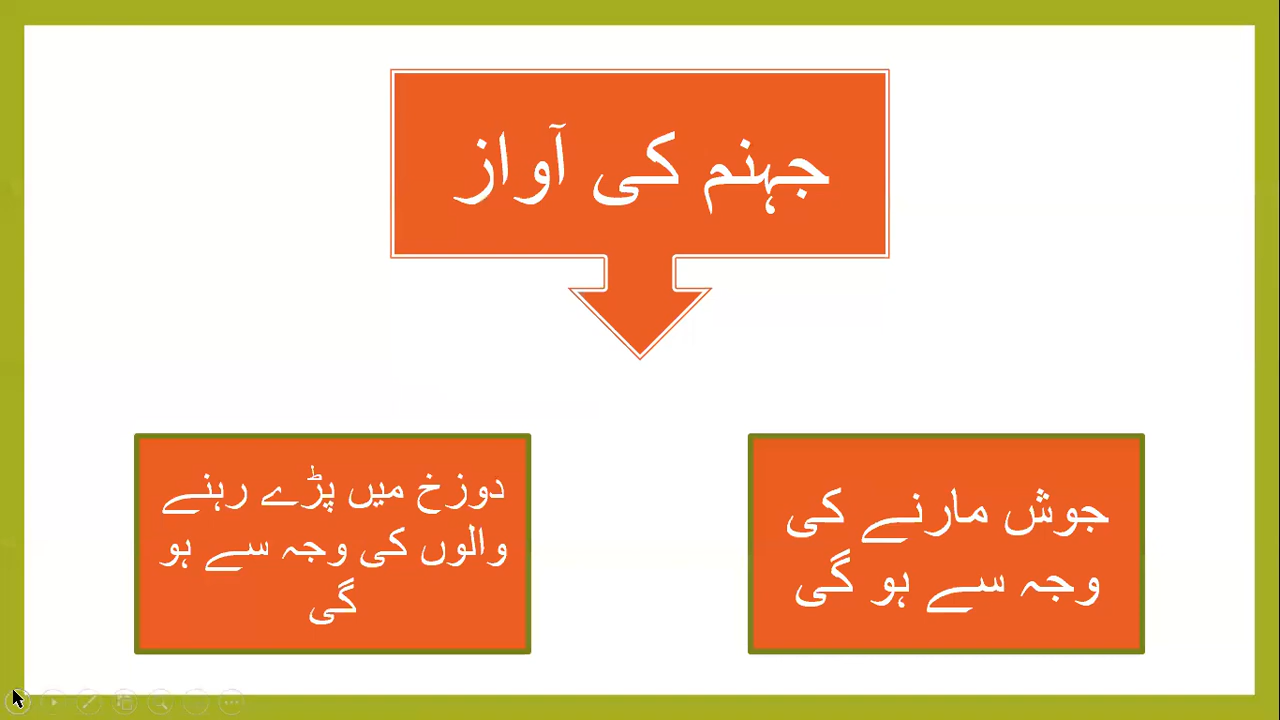 جہنم کی آواز
جوش مارنے کی
وجہ سے ہو گی
دوزخ میں پڑے رہنے
والوں کی وجہ سے ہو
گی